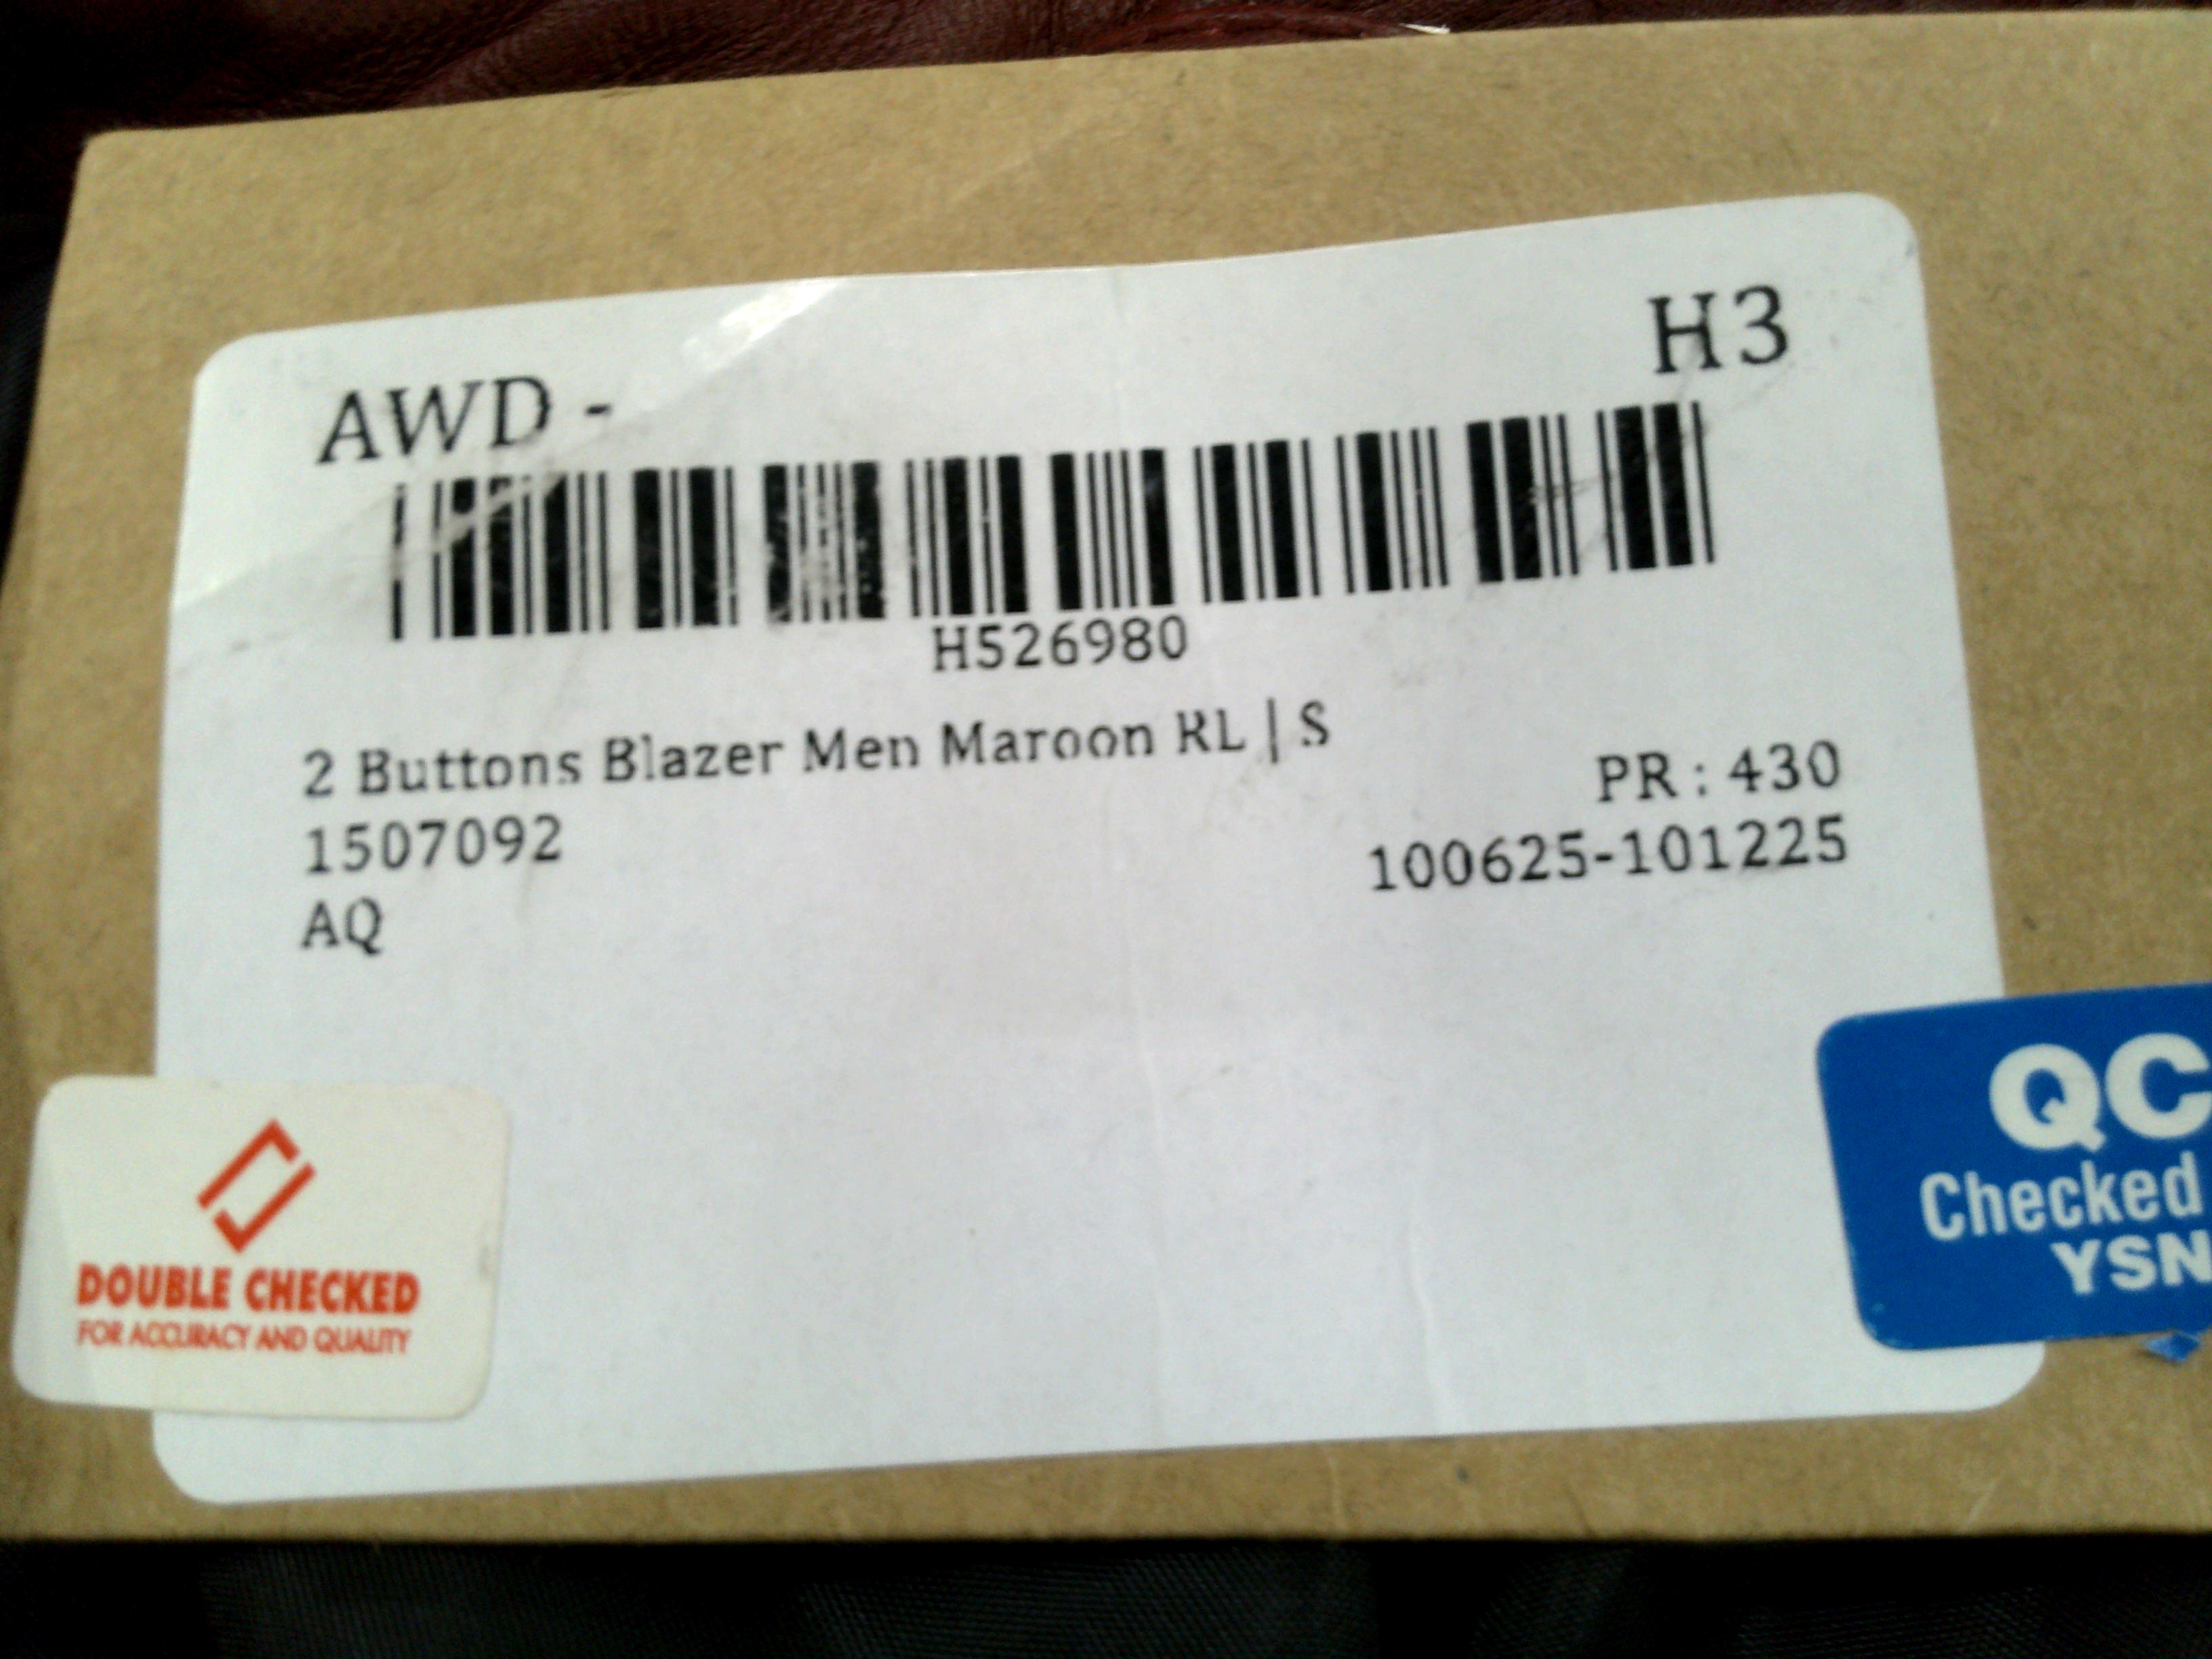 AWD - H3
H526980
2 Buttons Blazer Men Maroon RL | S
PR : 430
1507092 100625-101225
AQ
DOUBLE CHECKED
FOR ACCURACY AND QUALITY
QC
Checked
YSN